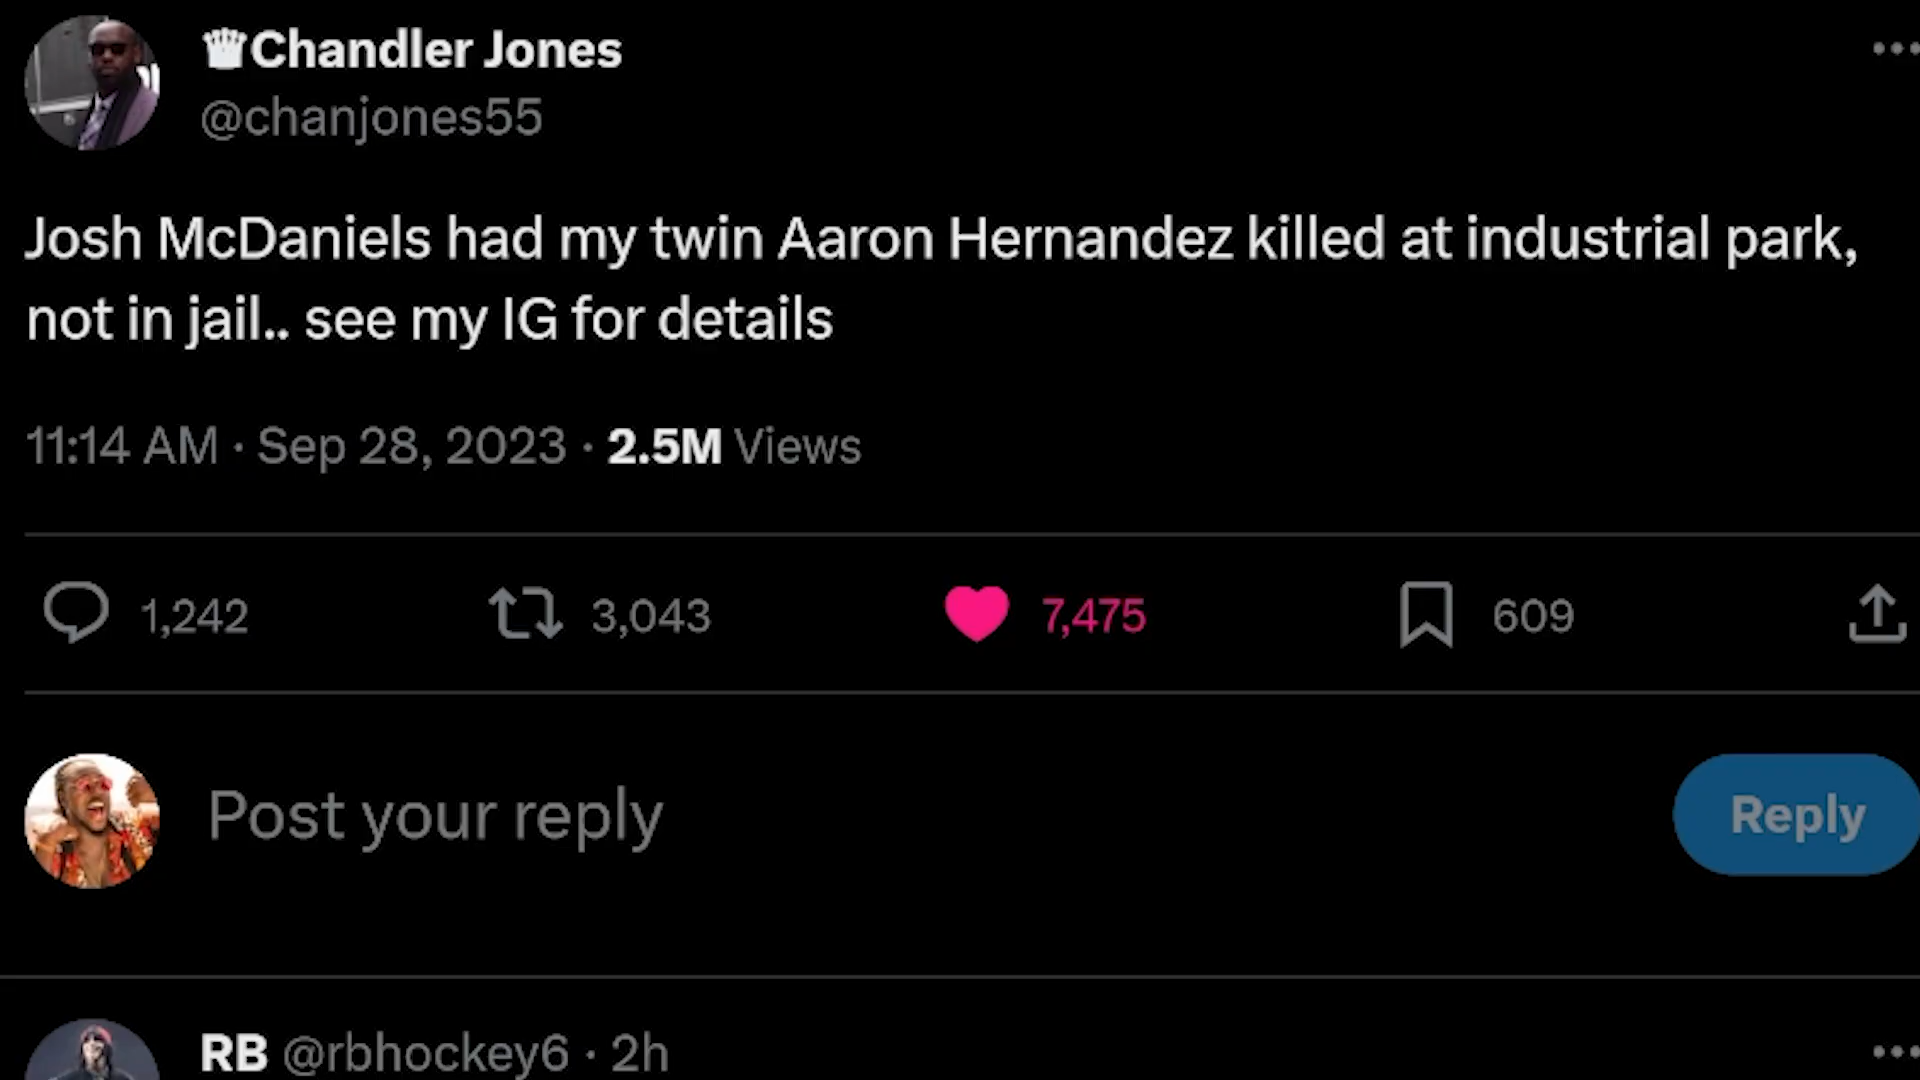 ♛Chandler Jones
@chanjones55
Josh McDaniels had my twin Aaron Hernandez killed at industrial park,
not in jail.. see my IG for details
11:14 AM · Sep 28, 2023 · 2.5M Views
1,242 3,043 7,475 609
Post your reply Reply
RB @rbhockey6 · 2h